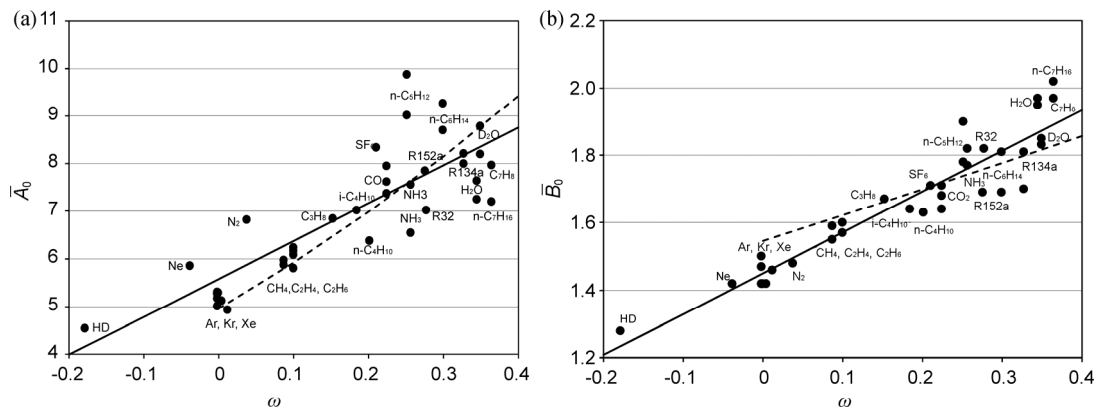 (a)
11
10
9
8
7
6
5
4
A̅₀
-0.2
-0.1
0
0.1
0.2
0.3
0.4
ω
HD
Ne
N₂
Ar, Kr, Xe
CH₄,C₂H₄, C₂H₆
C₃H₈
i-C₄H₁₀
n-C₄H₁₀
CO
SF₆
n-C₅H₁₂
n-C₆H₁₄
D₂O
R152a
R134a
NH3
NH₃
R32
H₂O
C₇H₈
n-C₇H₁₆
(b)
2.2
2.0
1.8
1.6
1.4
1.2
B̅₀
-0.2
-0.1
0
0.1
0.2
0.3
0.4
ω
HD
Ne
N₂
Ar, Kr, Xe
CH₄, C₂H₄, C₂H₆
C₃H₈
i-C₄H₁₀
n-C₄H₁₀
SF₆
CO₂
NH₃
n-C₅H₁₂
R32
n-C₆H₁₄
R152a
R134a
D₂O
H₂O
C₇H₈
n-C₇H₁₆